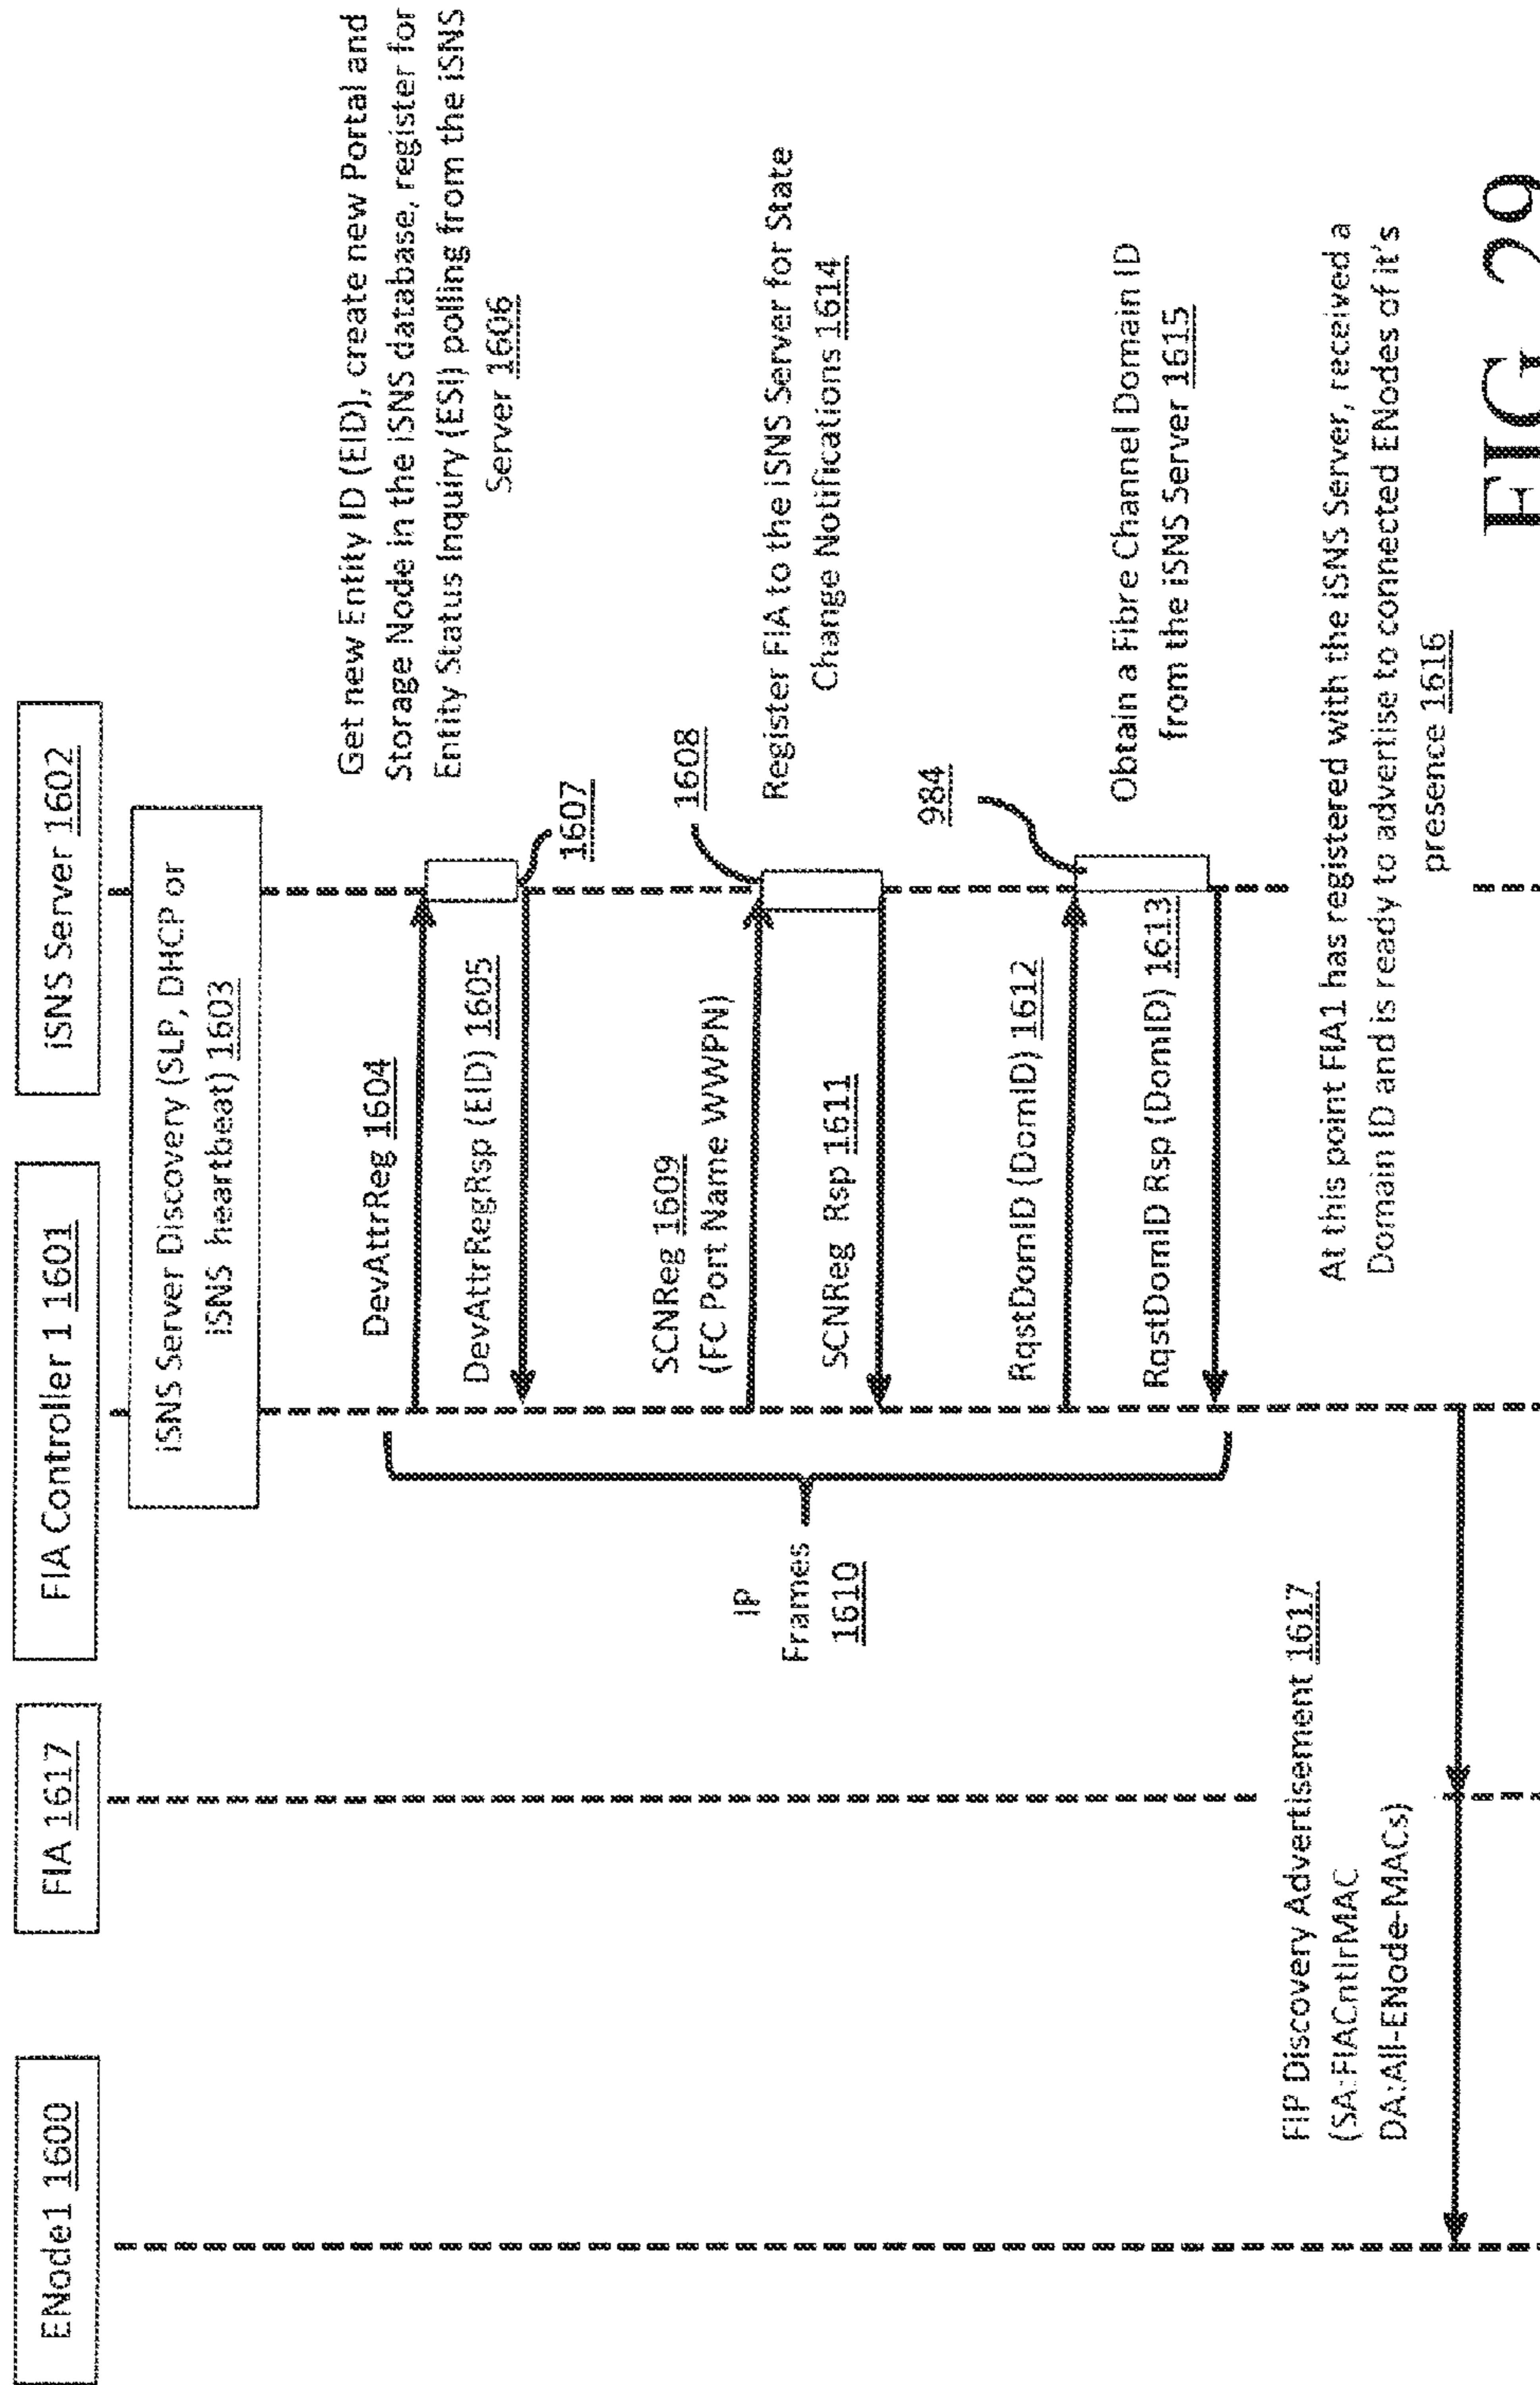 ENode1 1600
FIA 1617
FIA Controller 1 1601
iSNS Server 1602
iSNS Server Discovery (SLP, DHCP or
iSNS heartbeat) 1603
DevAttrReg 1604
Get new Entity ID (EID), create new Portal and
Storage Node in the iSNS database, register for
Entity Status Inquiry (ESI) polling from the iSNS
Server 1606
DevAttrRegRsp (EID) 1605
1607
SCNReg 1609
(FC Port Name WWPN)
1608
Register FIA to the iSNS Server for State
Change Notifications 1614
IP
Frames
1610
SCNReg Rsp 1611
984
RqstDomID (DomID) 1612
Obtain a Fibre Channel Domain ID
from the iSNS Server 1615
RqstDomID Rsp (DomID) 1613
FIP Discovery Advertisement 1617
(SA:FIACntlrMAC
DA:All-ENode-MACs)
At this point FIA1 has registered with the iSNS Server, received a
Domain ID and is ready to advertise to connected ENodes of it's
presence 1616
FIG 29